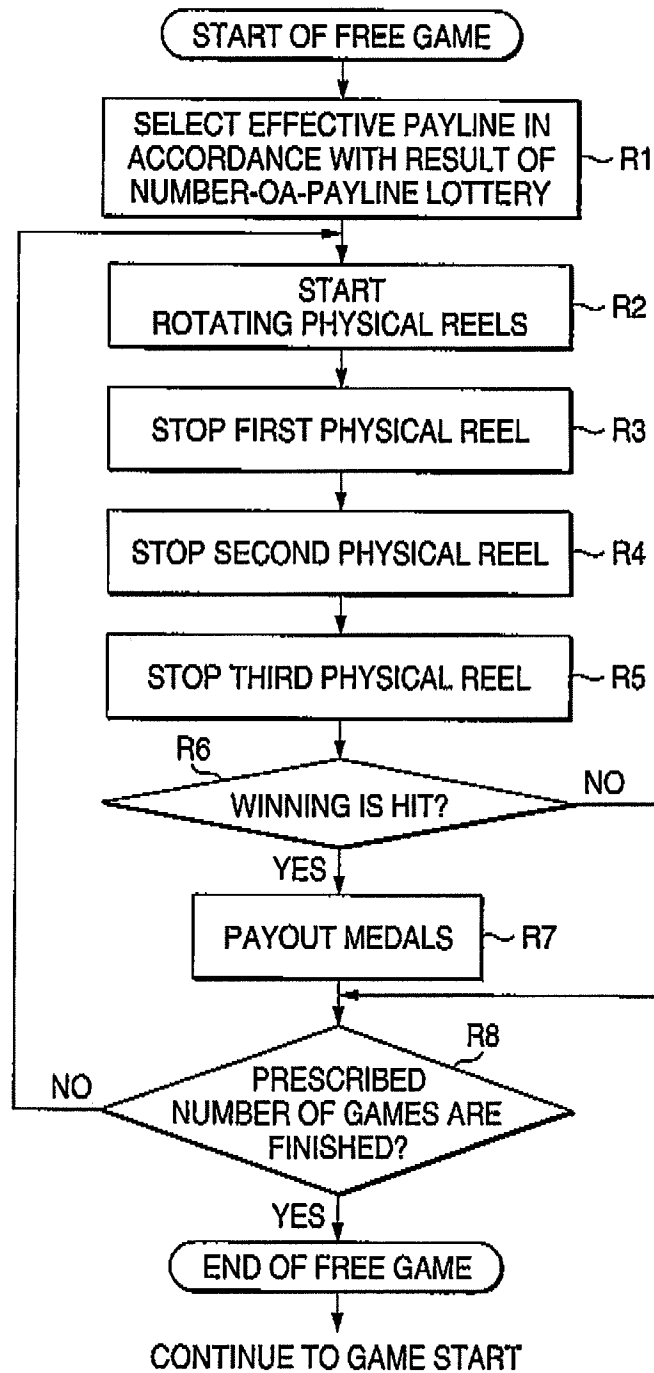 START OF FREE GAME
SELECT EFFECTIVE PAYLINE IN
ACCORDANCE WITH RESULT OF
NUMBER-OA-PAYLINE LOTTERY
R1
START
ROTATING PHYSICAL REELS
R2
STOP FIRST PHYSICAL REEL
R3
STOP SECOND PHYSICAL REEL
R4
STOP THIRD PHYSICAL REEL
R5
R6
WINNING IS HIT?
NO
YES
PAYOUT MEDALS
R7
R8
NO
PRESCRIBED
NUMBER OF GAMES ARE
FINISHED?
YES
END OF FREE GAME
CONTINUE TO GAME START